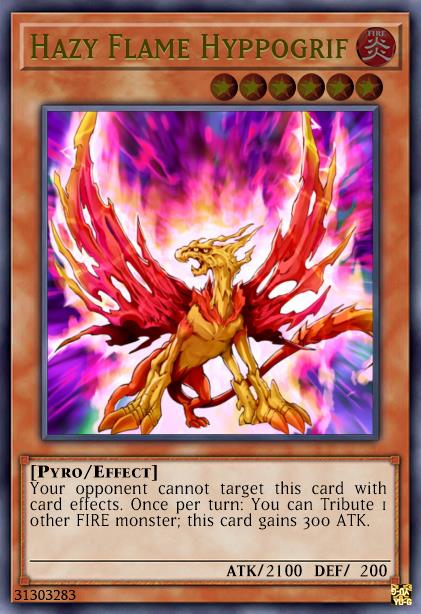 Hazy Flame Hyppogrif
FIRE
炎
[Pyro/Effect]
Your opponent cannot target this card with
card effects. Once per turn: You can Tribute 1
other FIRE monster; this card gains 300 ATK.
ATK/2100 DEF/ 200
31303283